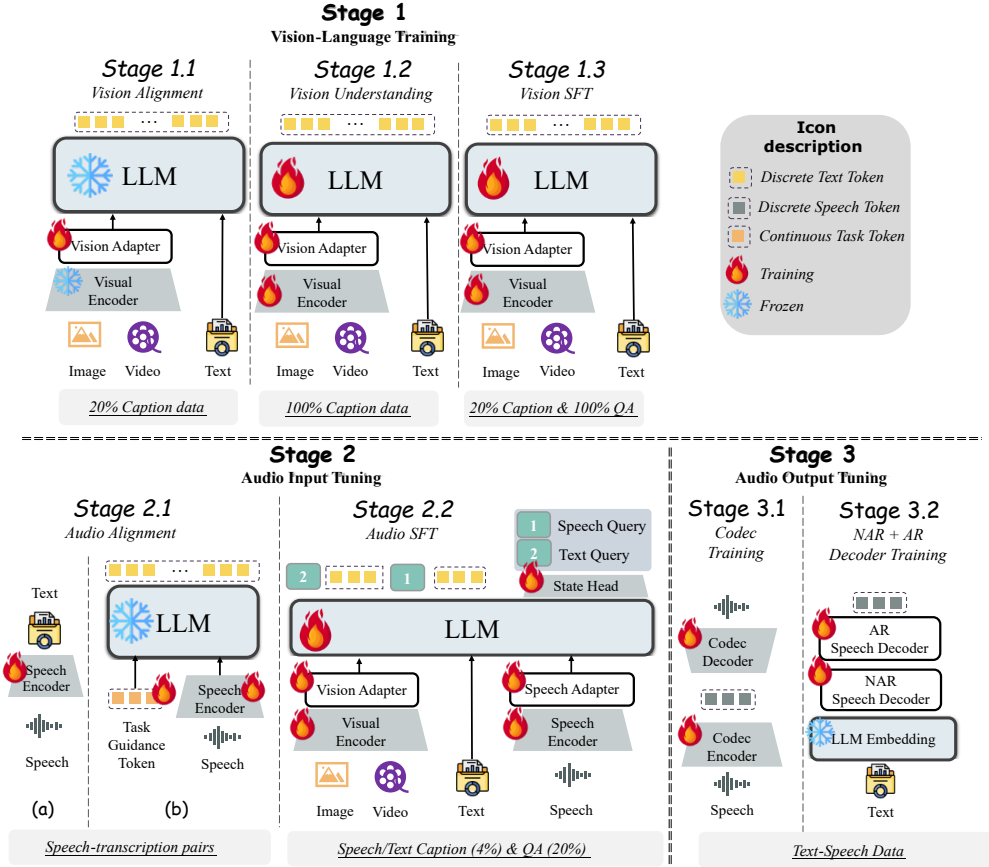 Stage 1
Vision-Language Training
Stage 1.1
Vision Alignment
LLM
Vision Adapter
Visual
Encoder
Image
Video
Text
20% Caption data
Stage 1.2
Vision Understanding
LLM
Vision Adapter
Visual
Encoder
Image
Video
Text
100% Caption data
Stage 1.3
Vision SFT
LLM
Vision Adapter
Visual
Encoder
Image
Video
Text
20% Caption & 100% QA
Icon
description
Discrete Text Token
Discrete Speech Token
Continuous Task Token
Training
Frozen
Stage 2
Audio Input Tuning
Stage 2.1
Audio Alignment
Text
Speech
Encoder
Speech
(a)
LLM
Task
Guidance
Token
Speech
Encoder
Speech
(b)
Speech-transcription pairs
Stage 2.2
Audio SFT
1 Speech Query
2 Text Query
State Head
2
1
LLM
Vision Adapter
Visual
Encoder
Image
Video
Text
Speech Adapter
Speech
Encoder
Speech
Speech/Text Caption (4%) & QA (20%)
Stage 3
Audio Output Tuning
Stage 3.1
Codec
Training
Codec
Decoder
Codec
Encoder
Speech
Stage 3.2
NAR + AR
Decoder Training
AR
Speech Decoder
NAR
Speech Decoder
LLM Embedding
Text
Text-Speech Data